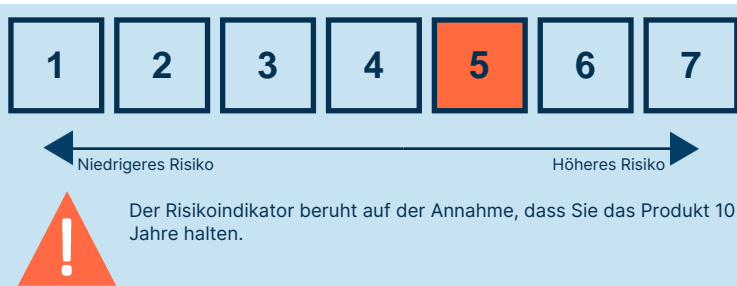 1 2 3 4 5 6 7
Niedrigeres Risiko Höheres Risiko
Der Risikoindikator beruht auf der Annahme, dass Sie das Produkt 10
Jahre halten.
!